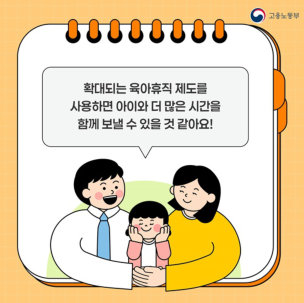 고용노동부
확대되는 육아휴직 제도를
사용하면 아이와 더 많은 시간을
함께 보낼 수 있을 것 같아요!